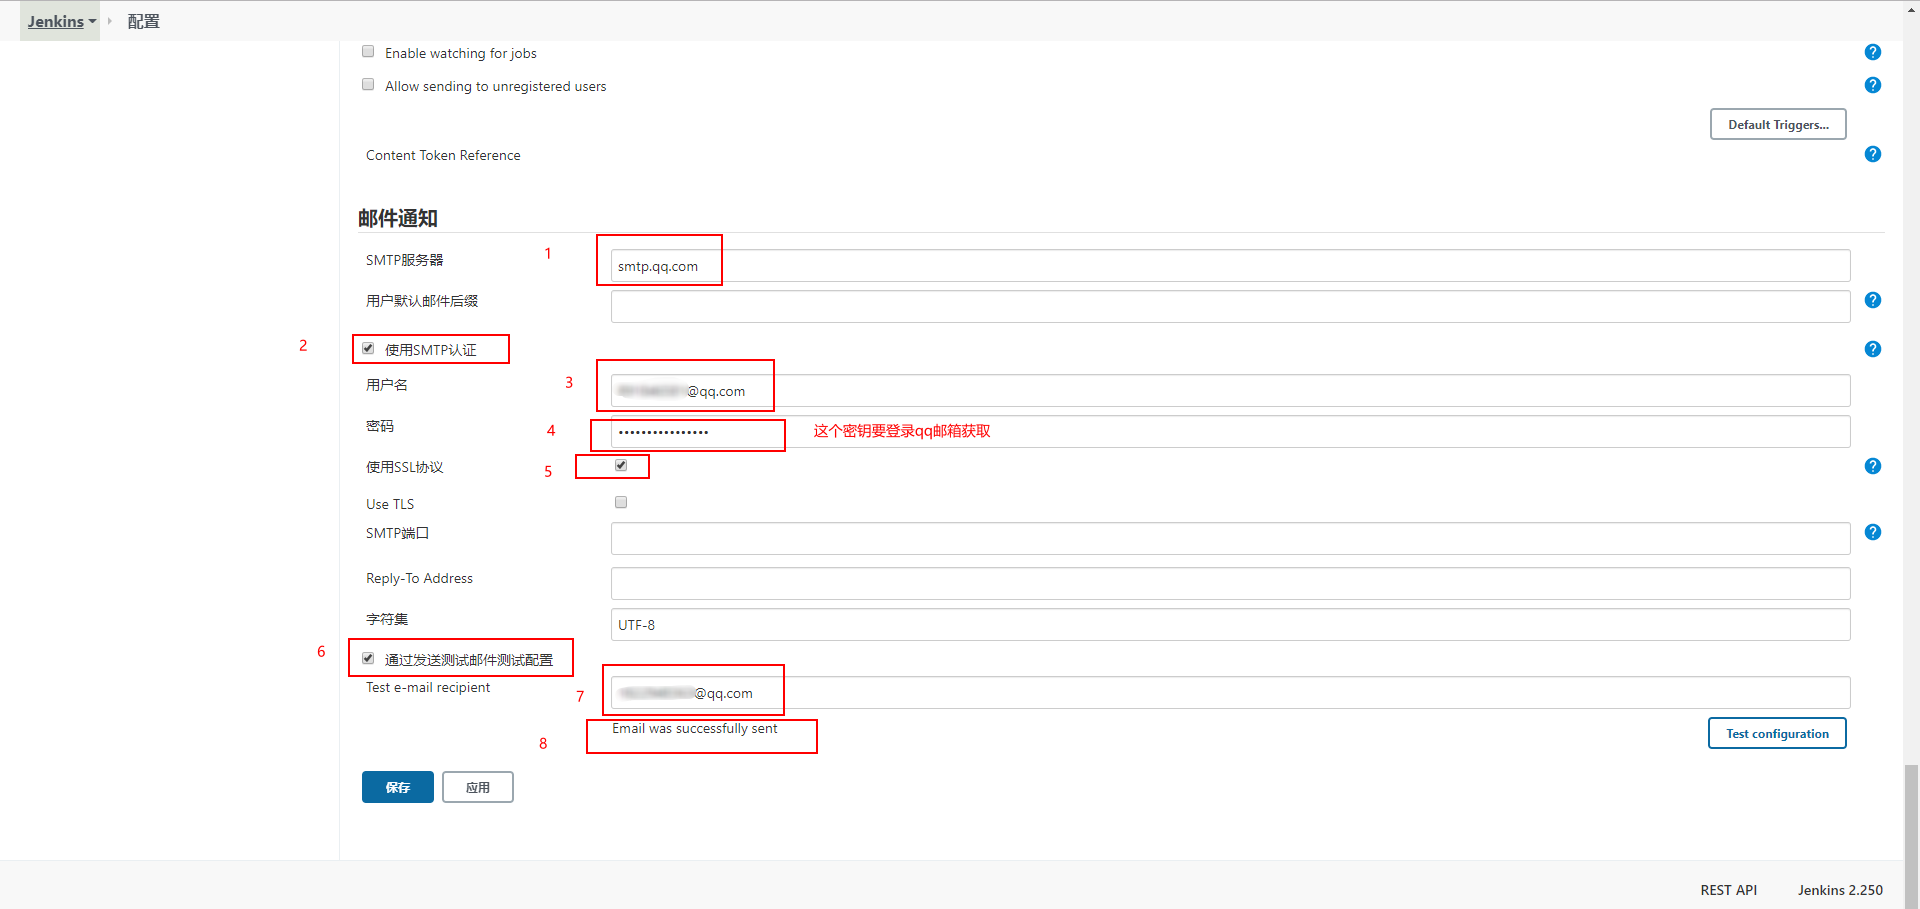 Jenkins 配置
Enable watching for jobs
Allow sending to unregistered users
Default Triggers...
Content Token Reference
邮件通知
SMTP服务器 1 smtp.qq.com
用户默认邮件后缀
2 使用SMTP认证
用户名 3 @qq.com
密码 4 •••••••••••••••• 这个密钥要登录qq邮箱获取
使用SSL协议 5
Use TLS
SMTP端口
Reply-To Address
字符集 UTF-8
6 通过发送测试邮件测试配置
Test e-mail recipient 7 @qq.com
8 Email was successfully sent Test configuration
保存 应用
REST API Jenkins 2.250